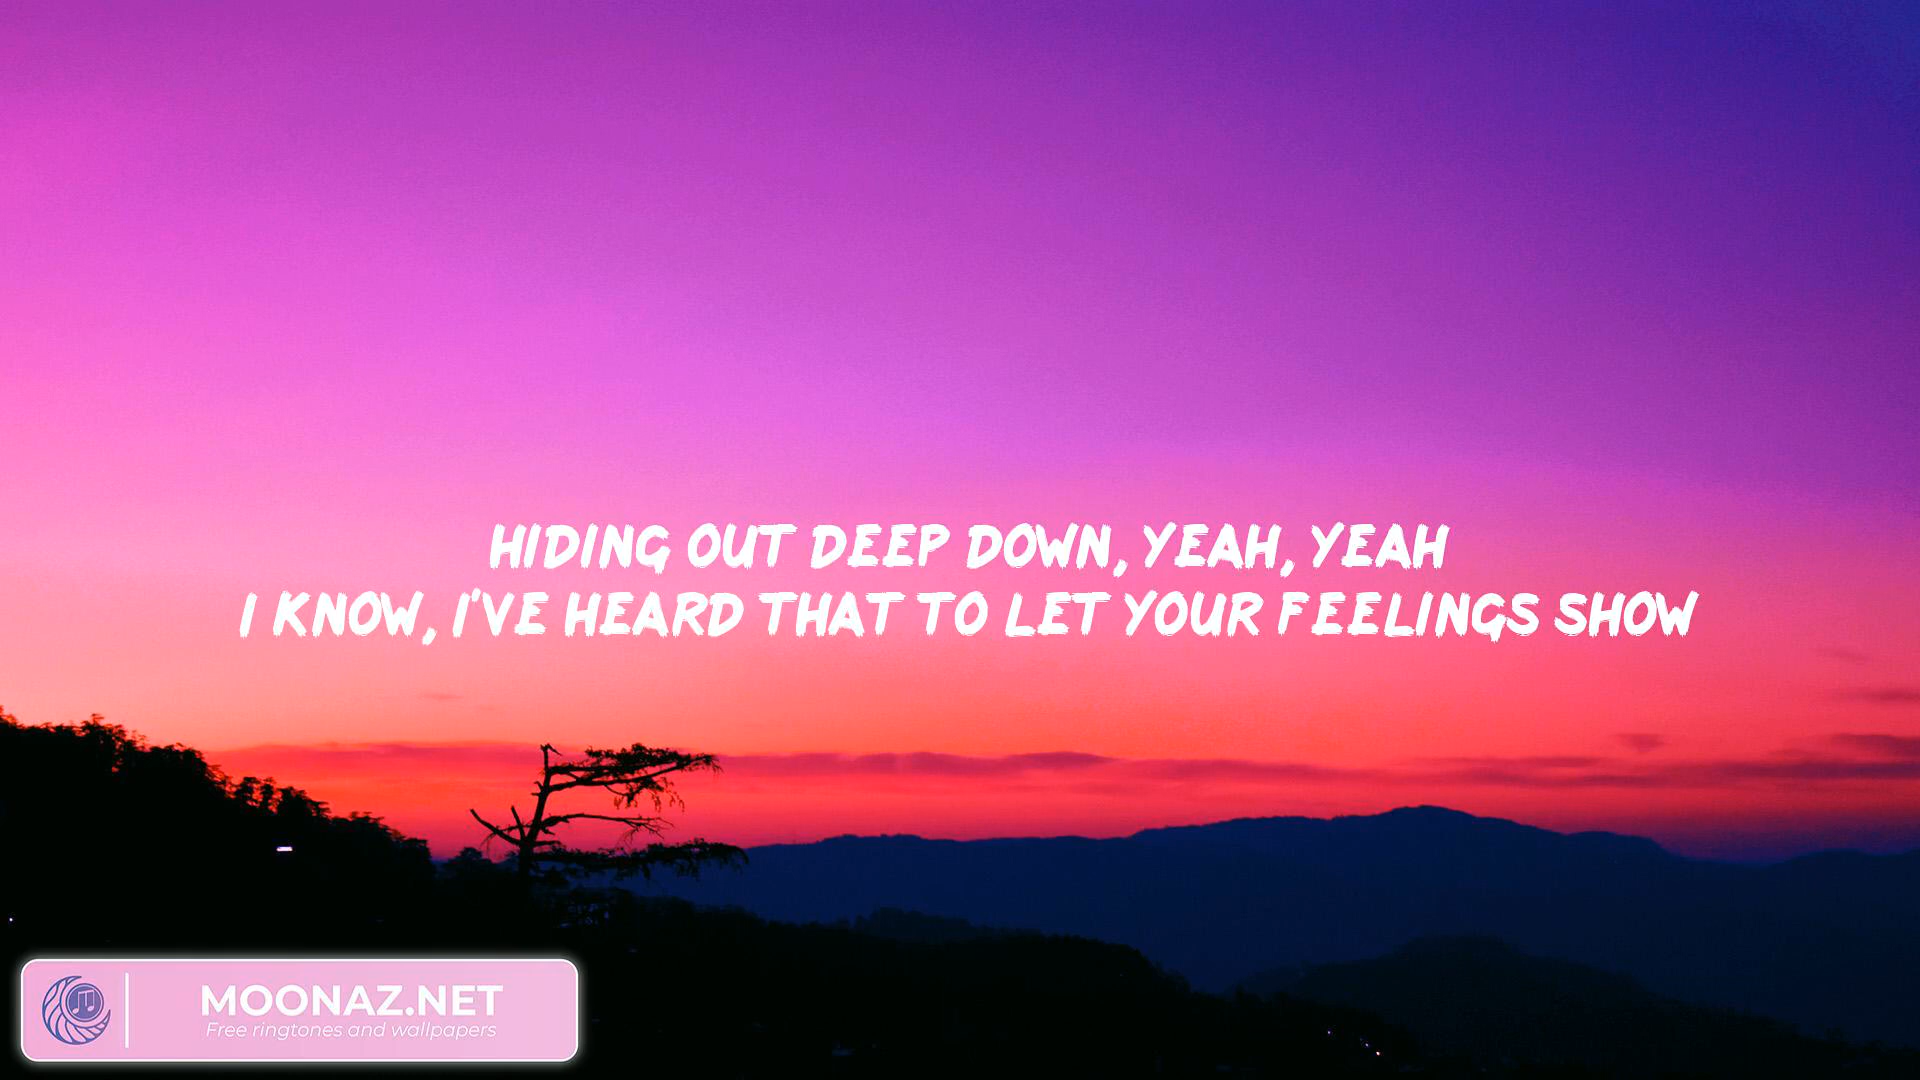 HIDING OUT DEEP DOWN, YEAH, YEAH
I KNOW, I'VE HEARD THAT TO LET YOUR FEELINGS SHOW
MOONAZ.NET
Free ringtones and wallpapers